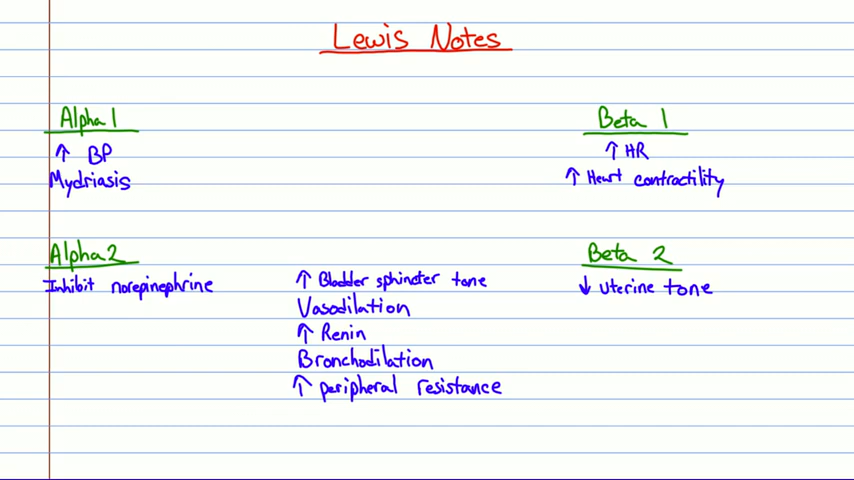 Lewis Notes
Alpha 1
↑ BP
Mydriasis
Beta 1
↑ HR
↑ Heart contractility
Alpha 2
Inhibit norepinephrine
↑ Bladder sphincter tone
Vasodilation
↑ Renin
Bronchodilation
↑ peripheral resistance
Beta 2
↓ Uterine tone